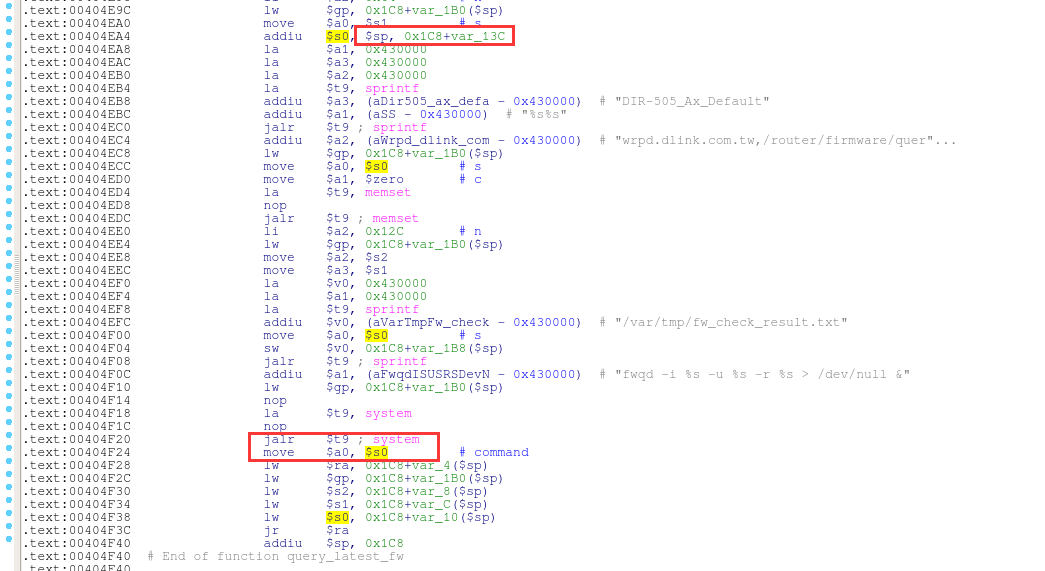 .text:00404E9C lw $gp, 0x1C8+var_1B0($sp)
.text:00404EA0 move $a0, $s1 # s
.text:00404EA4 addiu $s0, $sp, 0x1C8+var_13C
.text:00404EA8 la $a1, 0x430000
.text:00404EAC la $a3, 0x430000
.text:00404EB0 la $a2, 0x430000
.text:00404EB4 la $t9, sprintf
.text:00404EB8 addiu $a3, (aDir505_ax_defa - 0x430000) # "DIR-505_Ax_Default"
.text:00404EBC addiu $a1, (aSS - 0x430000) # "%s%s"
.text:00404EC0 jalr $t9 ; sprintf
.text:00404EC4 addiu $a2, (aWrpd_dlink_com - 0x430000) # "wrpd.dlink.com.tw,/router/firmware/quer"...
.text:00404EC8 lw $gp, 0x1C8+var_1B0($sp)
.text:00404ECC move $a0, $s0 # s
.text:00404ED0 move $a1, $zero # c
.text:00404ED4 la $t9, memset
.text:00404ED8 nop
.text:00404EDC jalr $t9 ; memset
.text:00404EE0 li $a2, 0x12C # n
.text:00404EE4 lw $gp, 0x1C8+var_1B0($sp)
.text:00404EE8 move $a2, $s2
.text:00404EEC move $a3, $s1
.text:00404EF0 la $v0, 0x430000
.text:00404EF4 la $a1, 0x430000
.text:00404EF8 la $t9, sprintf
.text:00404EFC addiu $v0, (aVarTmpFw_check - 0x430000) # "/var/tmp/fw_check_result.txt"
.text:00404F00 move $a0, $s0 # s
.text:00404F04 sw $v0, 0x1C8+var_1B8($sp)
.text:00404F08 jalr $t9 ; sprintf
.text:00404F0C addiu $a1, (aFwqdISUSRSDevN - 0x430000) # "fwqd -i %s -u %s -r %s > /dev/null &"
.text:00404F10 lw $gp, 0x1C8+var_1B0($sp)
.text:00404F14 nop
.text:00404F18 la $t9, system
.text:00404F1C nop
.text:00404F20 jalr $t9 ; system
.text:00404F24 move $a0, $s0 # command
.text:00404F28 lw $ra, 0x1C8+var_4($sp)
.text:00404F2C lw $gp, 0x1C8+var_1B0($sp)
.text:00404F30 lw $s2, 0x1C8+var_8($sp)
.text:00404F34 lw $s1, 0x1C8+var_C($sp)
.text:00404F38 lw $s0, 0x1C8+var_10($sp)
.text:00404F3C jr $ra
.text:00404F40 addiu $sp, 0x1C8
.text:00404F40 # End of function query_latest_fw
.text:00404F40